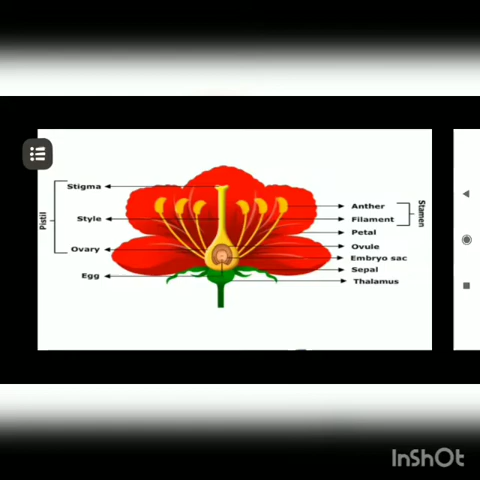 Stigma
Style
Ovary
Egg
Pistil
Anther
Filament
Petal
Ovule
Embryo sac
Sepal
Thalamus
Stamen
InShOt